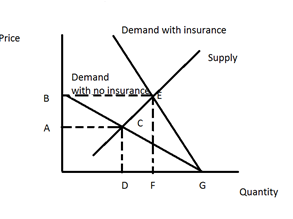 Price
Demand with insurance
Supply
Demand
with no insurance
B
E
A
C
D
F
G
Quantity